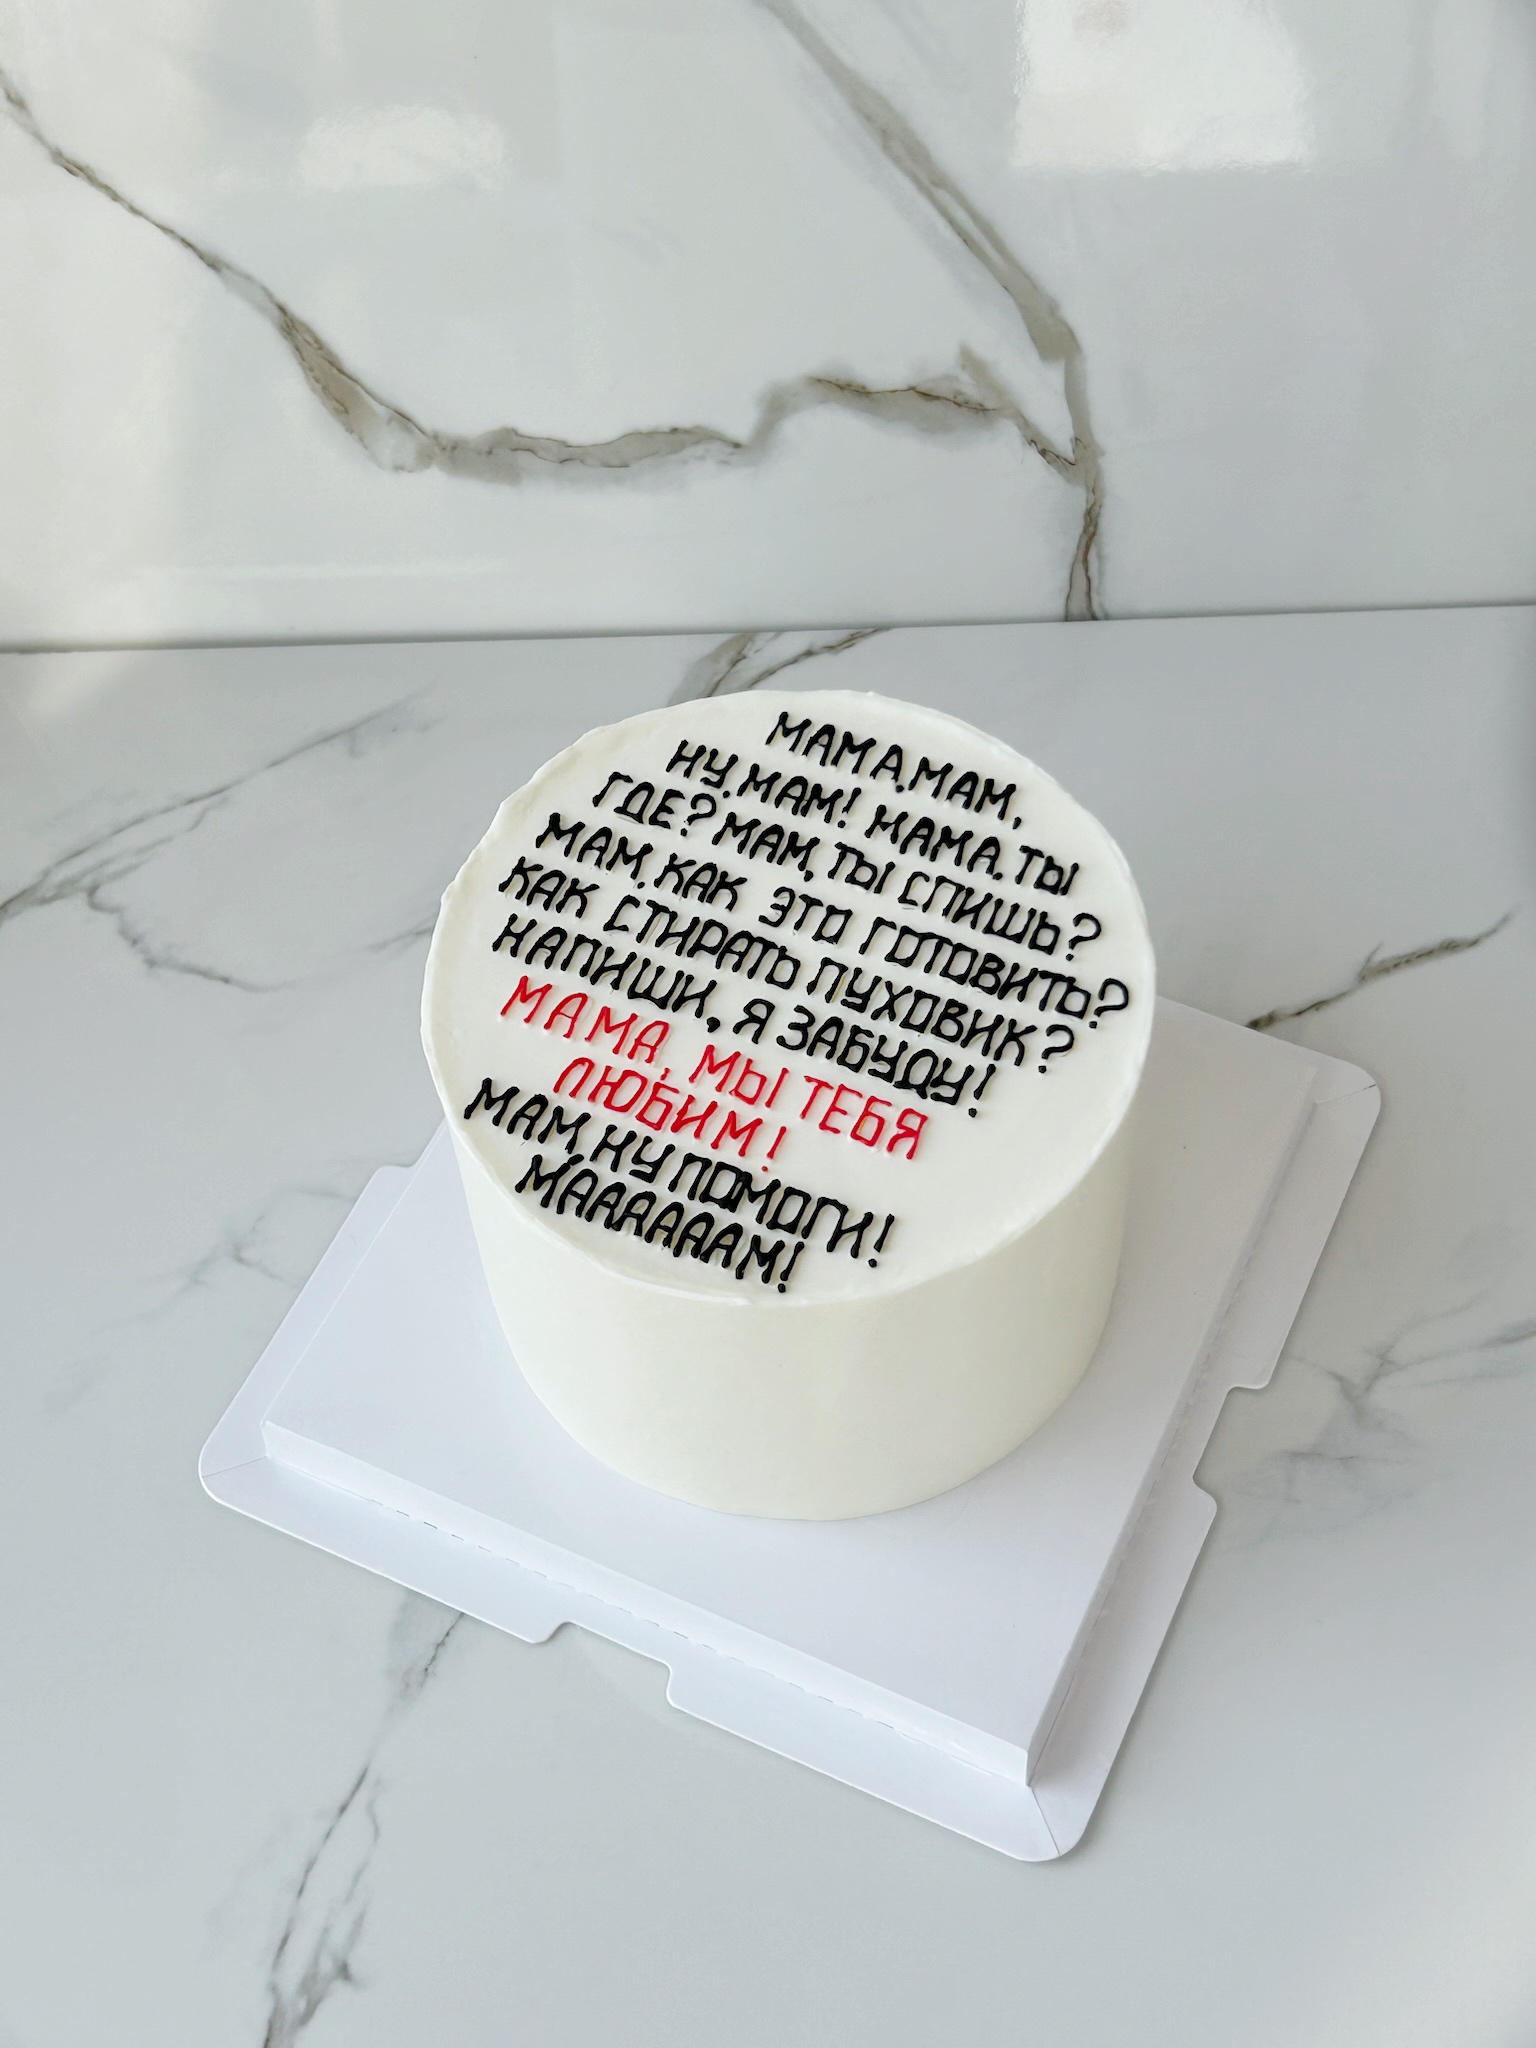 МАМА, МАМ,
НУ, МАМ! МАМА, ТЫ
ГДЕ? МАМ, ТЫ СПИШЬ?
МАМ, КАК ЭТО ГОТОВИТЬ?
КАК СТИРАТЬ ПУХОВИК?
НАПИШИ, Я ЗАБУДУ!
МАМА, МЫ ТЕБЯ
ЛЮБИМ!
МАМ, НУ ПОМОГИ!
МААААААМ!